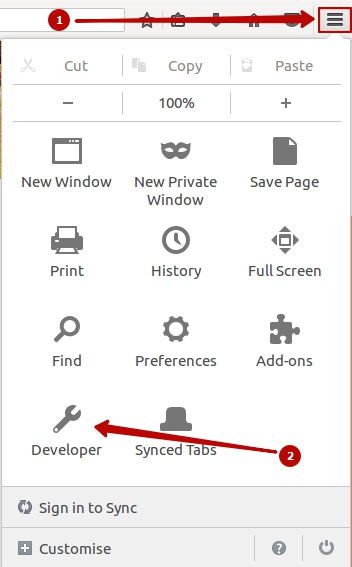 1
Cut Copy Paste
100%
New Window New Private Window Save Page
Print History Full Screen
Find Preferences Add-ons
Developer Synced Tabs
2
Sign in to Sync
Customise